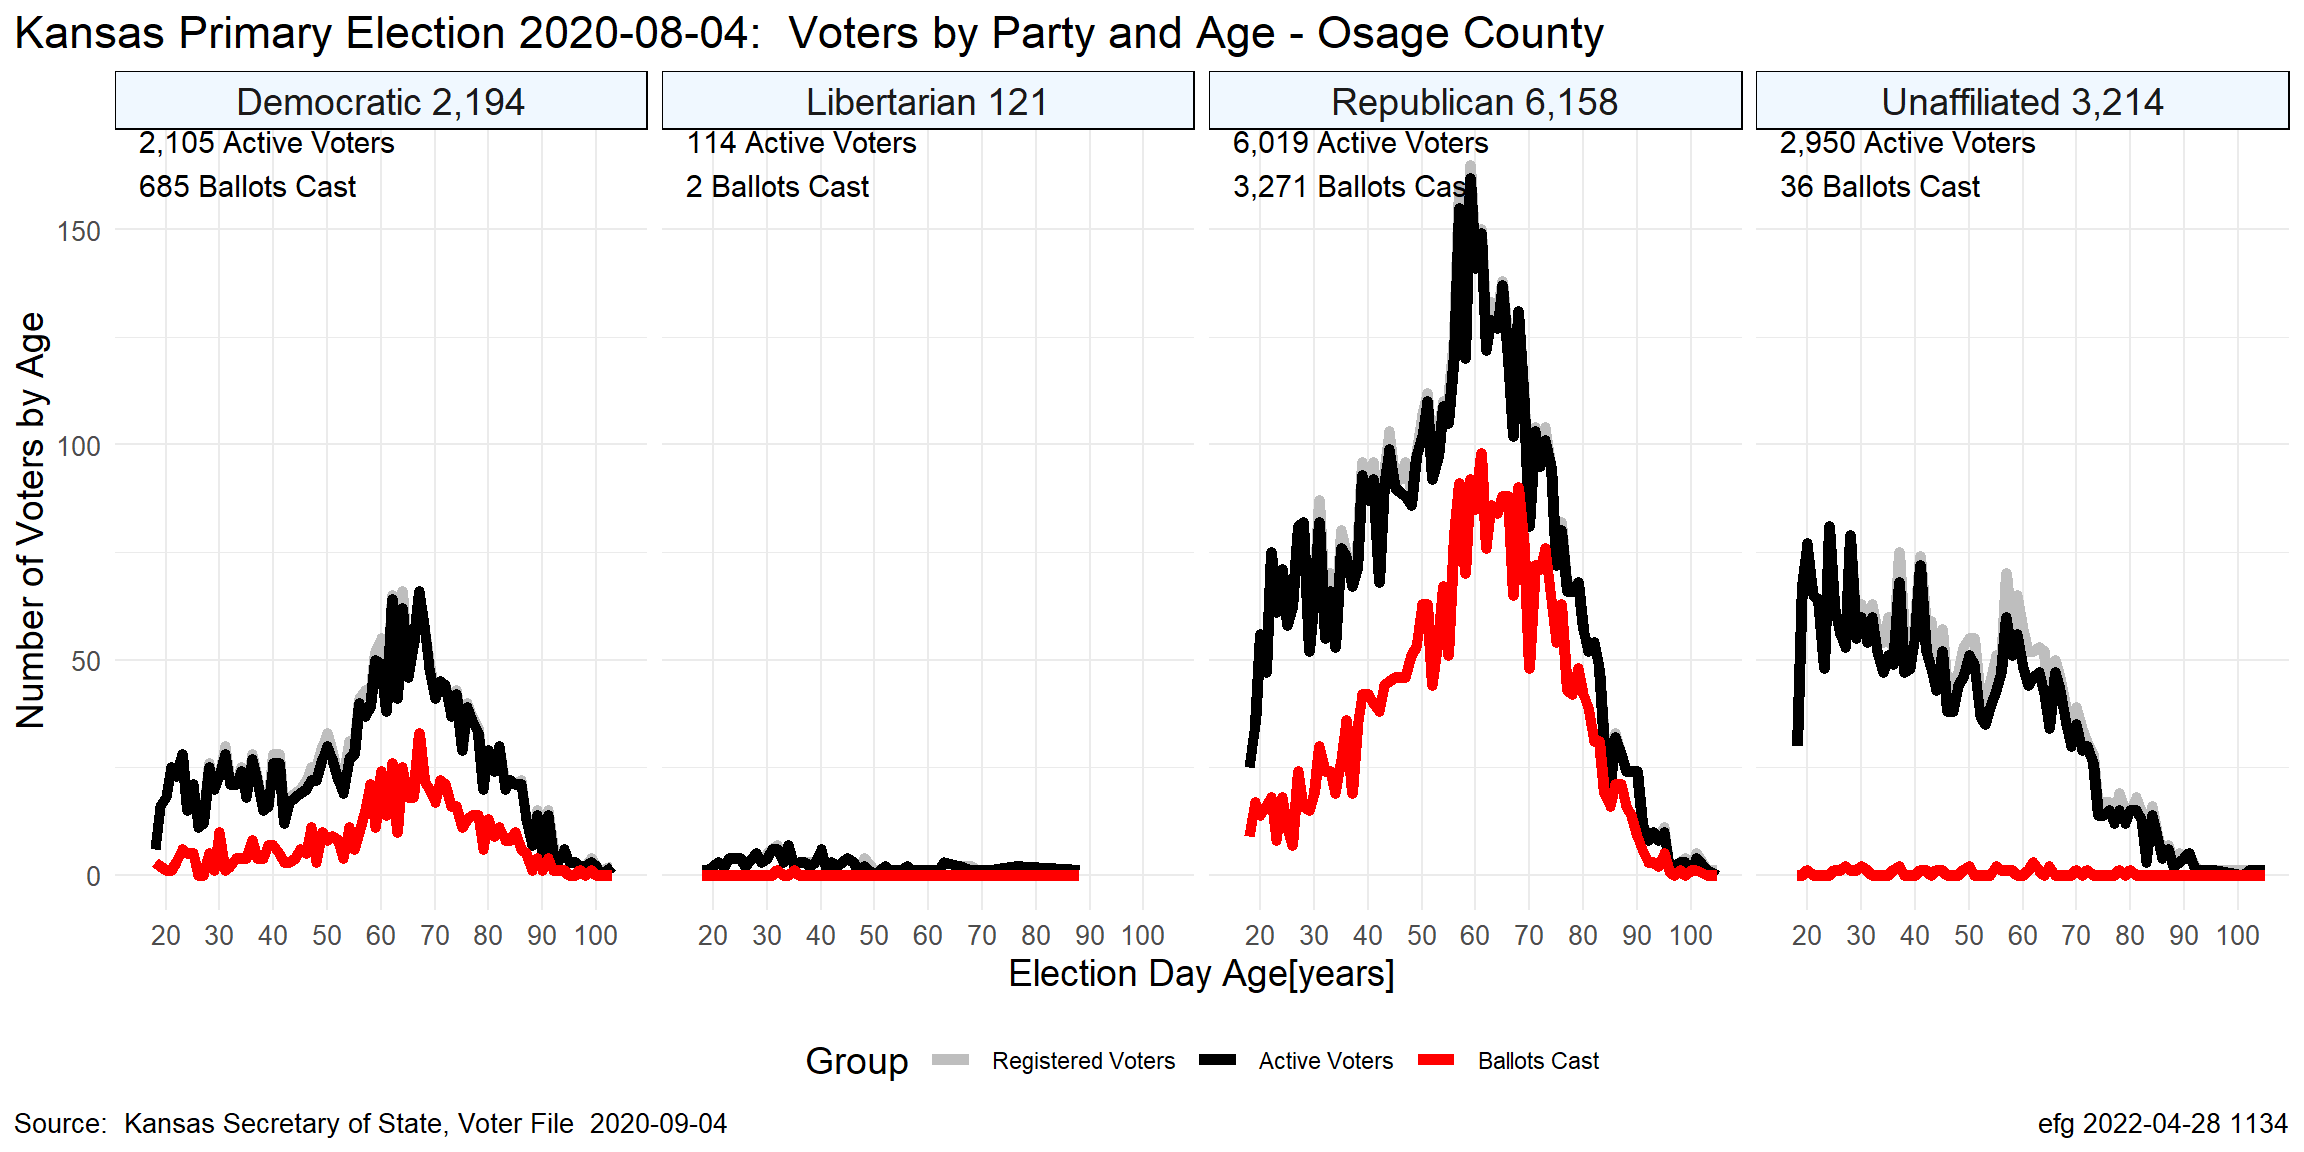 Kansas Primary Election 2020-08-04:  Voters by Party and Age - Osage County
Democratic 2,194
Libertarian 121
Republican 6,158
Unaffiliated 3,214
2,105 Active Voters
685 Ballots Cast
114 Active Voters
2 Ballots Cast
6,019 Active Voters
3,271 Ballots Cast
2,950 Active Voters
36 Ballots Cast
Number of Voters by Age
150
100
50
0
20 30 40 50 60 70 80 90 100
20 30 40 50 60 70 80 90 100
20 30 40 50 60 70 80 90 100
20 30 40 50 60 70 80 90 100
Election Day Age[years]
Group Registered Voters Active Voters Ballots Cast
Source:  Kansas Secretary of State, Voter File  2020-09-04
efg 2022-04-28 1134